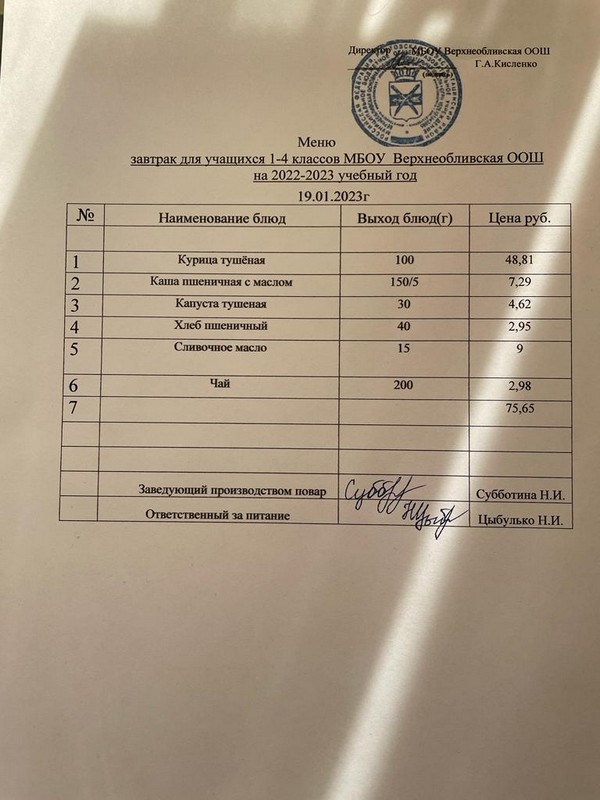 Директор МБОУ Верхнеобливская ООШ
Г.А.Кисленко
Меню
завтрак для учащихся 1-4 классов МБОУ Верхнеобливская ООШ
на 2022-2023 учебный год
19.01.2023г
№ Наименование блюд Выход блюд(г) Цена руб.
1 Курица тушёная 100 48,81
2 Каша пшеничная с маслом 150/5 7,29
3 Капуста тушеная 30 4,62
4 Хлеб пшеничный 40 2,95
5 Сливочное масло 15 9
6 Чай 200 2,98
7 75,65
Заведующий производством повар Субботина Н.И.
Ответственный за питание Цыбулько Н.И.